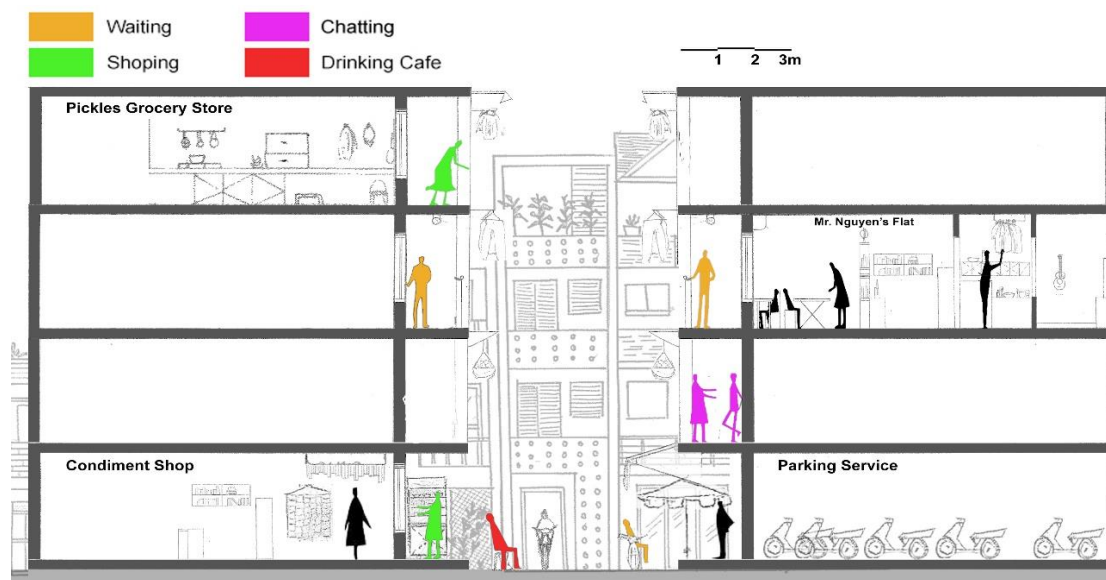 Waiting
Chatting
Shoping
Drinking Cafe
1 2 3m
Pickles Grocery Store
Mr. Nguyen's Flat
Condiment Shop
Parking Service